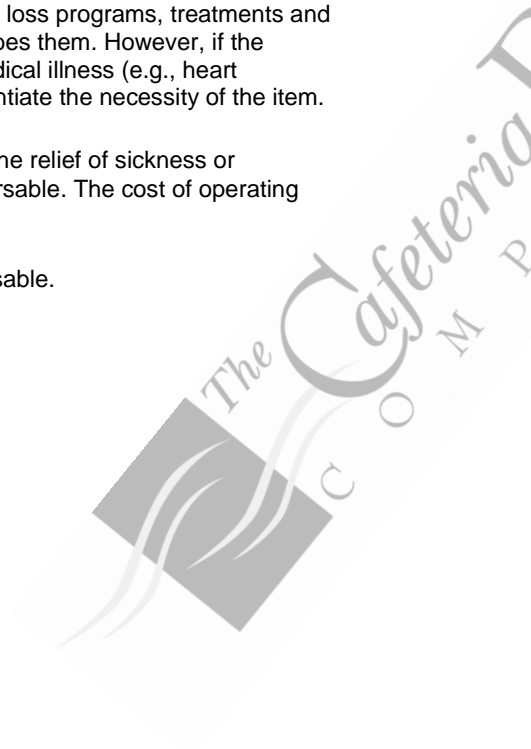 loss programs, treatments and
oes them. However, if the
dical illness (e.g., heart
ntiate the necessity of the item.
ne relief of sickness or
rsable. The cost of operating
sable.
The Cafeteria
C O M P